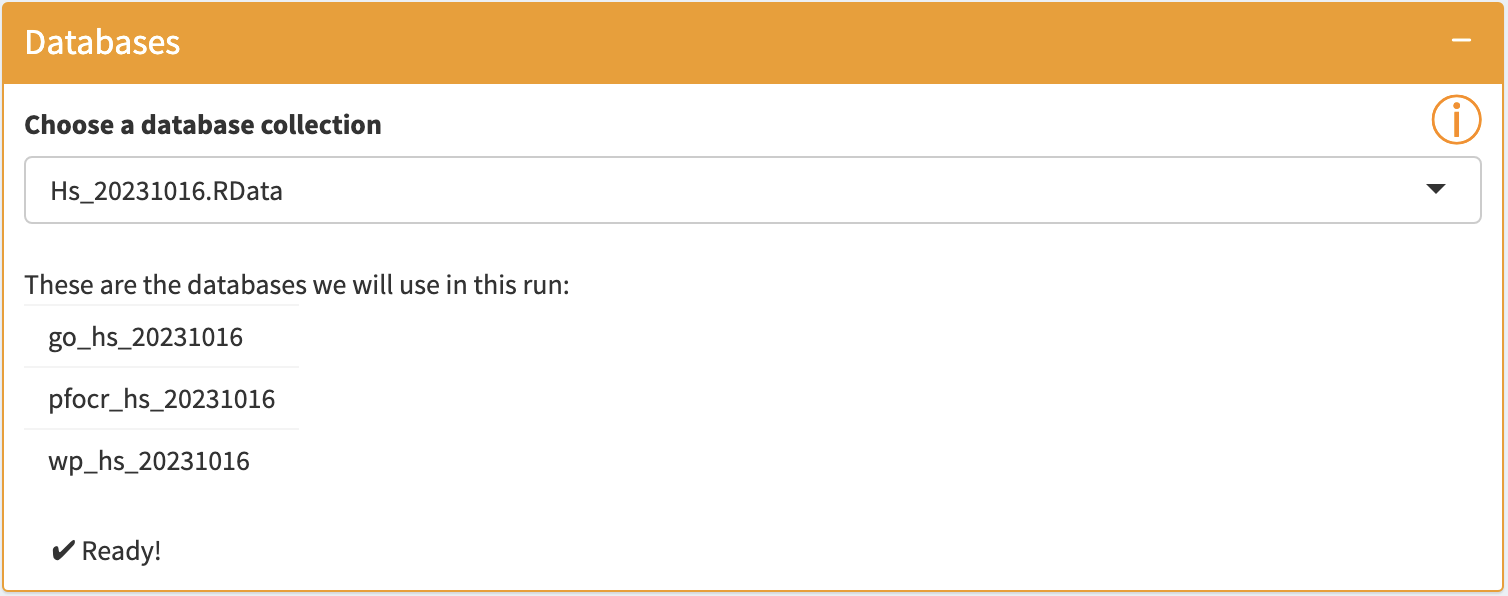 Databases
Choose a database collection
Hs_20231016.RData
These are the databases we will use in this run:
go_hs_20231016
pfocr_hs_20231016
wp_hs_20231016
✔ Ready!